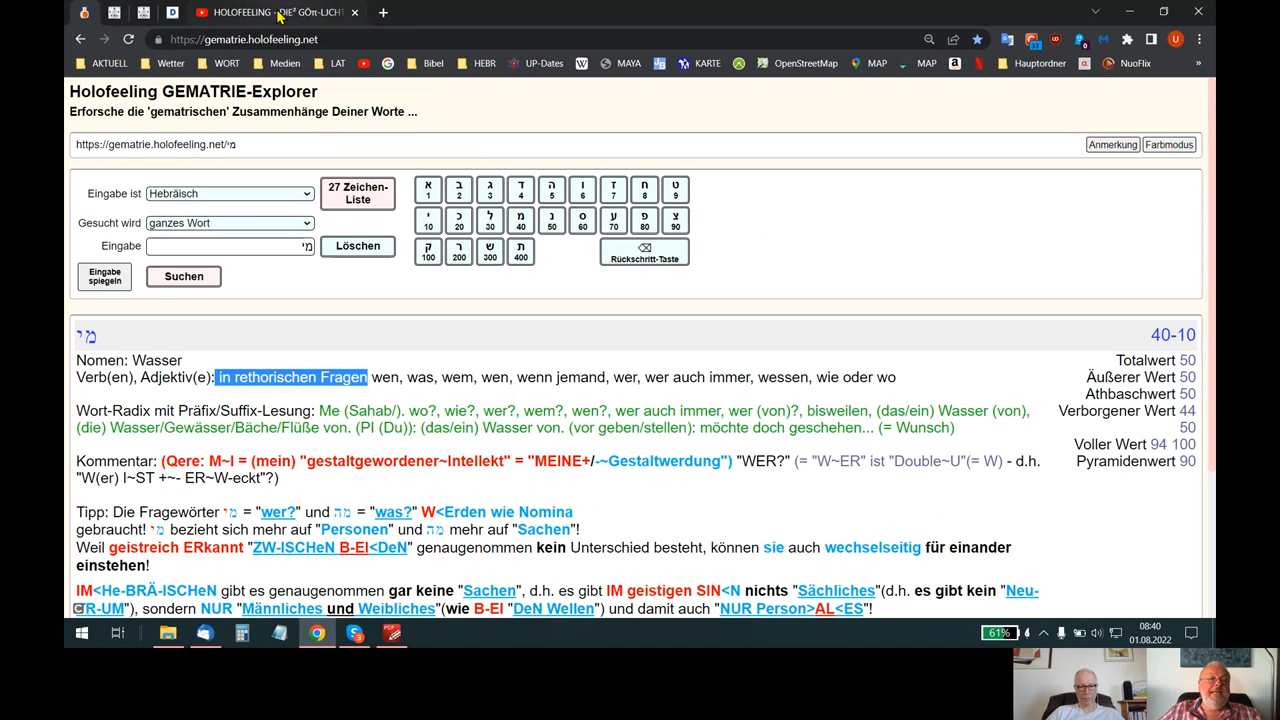 HOLOFEELING - DIE² GÖπ-LJCHT
https://gematrie.holofeeling.net
AKTUELL Wetter WORT Medien LAT Bibel HEBR UP-Dates MAYA KARTE OpenStreetMap MAP MAP Hauptordner NuoFlix »
Holofeeling GEMATRIE-Explorer
Erforsche die 'gematrischen' Zusammenhänge Deiner Worte ...
https://gematrie.holofeeling.net/מי Anmerkung Farbmodus
Eingabe ist Hebräisch 27 Zeichen-Liste
Gesucht wird ganzes Wort
Eingabe מי Löschen
Eingabe spiegeln Suchen
א ב ג ד ה ו ז ח ט
1 2 3 4 5 6 7 8 9
י כ ל מ נ ס ע פ צ
10 20 30 40 50 60 70 80 90
ק ר ש ת ⌫
100 200 300 400 Rückschritt-Taste
מי 40-10
Nomen: Wasser Totalwert 50
Verb(en), Adjektiv(e): in rethorischen Fragen wen, was, wem, wen, wenn jemand, wer, wer auch immer, wessen, wie oder wo Äußerer Wert 50
Athbaschwert 50
Wort-Radix mit Präfix/Suffix-Lesung: Me (Sahab/). wo?, wie?, wer?, wem?, wen?, wer auch immer, wer (von)?, bisweilen, (das/ein) Wasser (von), Verborgener Wert 44
(die) Wasser/Gewässer/Bäche/Flüße von. (Pl (Du)): (das/ein) Wasser von. (vor geben/stellen): möchte doch geschehen... (= Wunsch) 50
Voller Wert 94 100
Kommentar: (Qere: M~I = (mein) "gestaltgewordener~Intellekt" = "MEINE+/-~Gestaltwerdung") "WER?" (= "W~ER" ist "Double~U"(= W) - d.h. Pyramidenwert 90
"W(er) I~ST +~- ER~W-eckt"?)
Tipp: Die Fragewörter מי = "wer?" und מה = "was?" W<Erden wie Nomina
gebraucht! מי bezieht sich mehr auf "Personen" und מה mehr auf "Sachen"!
Weil geistreich ERkannt "ZW-ISCHeN B-EI<DeN" genaugenommen kein Unterschied besteht, können sie auch wechselseitig für einander
einstehen!
IM<He-BRÄ-ISCHeN gibt es genaugenommen gar keine "Sachen", d.h. es gibt IM geistigen SIN<N nichts "Sächliches"(d.h. es gibt kein "Neu-
R-UM"), sondern NUR "Männliches und Weibliches"(wie B-EI "DeN Wellen") und damit auch "NUR Person>AL<ES"!
61% 08:40
01.08.2022